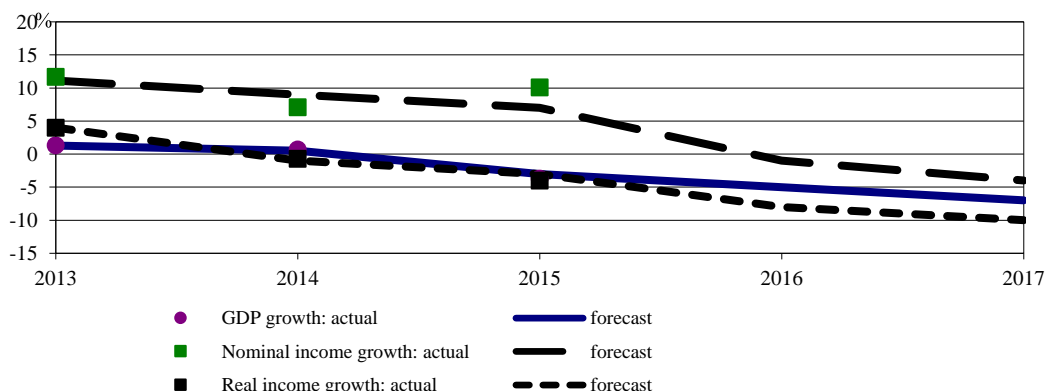 %
20
15
10
5
0
-5
-10
-15
2013 2014 2015 2016 2017
GDP growth: actual forecast
Nominal income growth: actual forecast
Real income growth: actual forecast